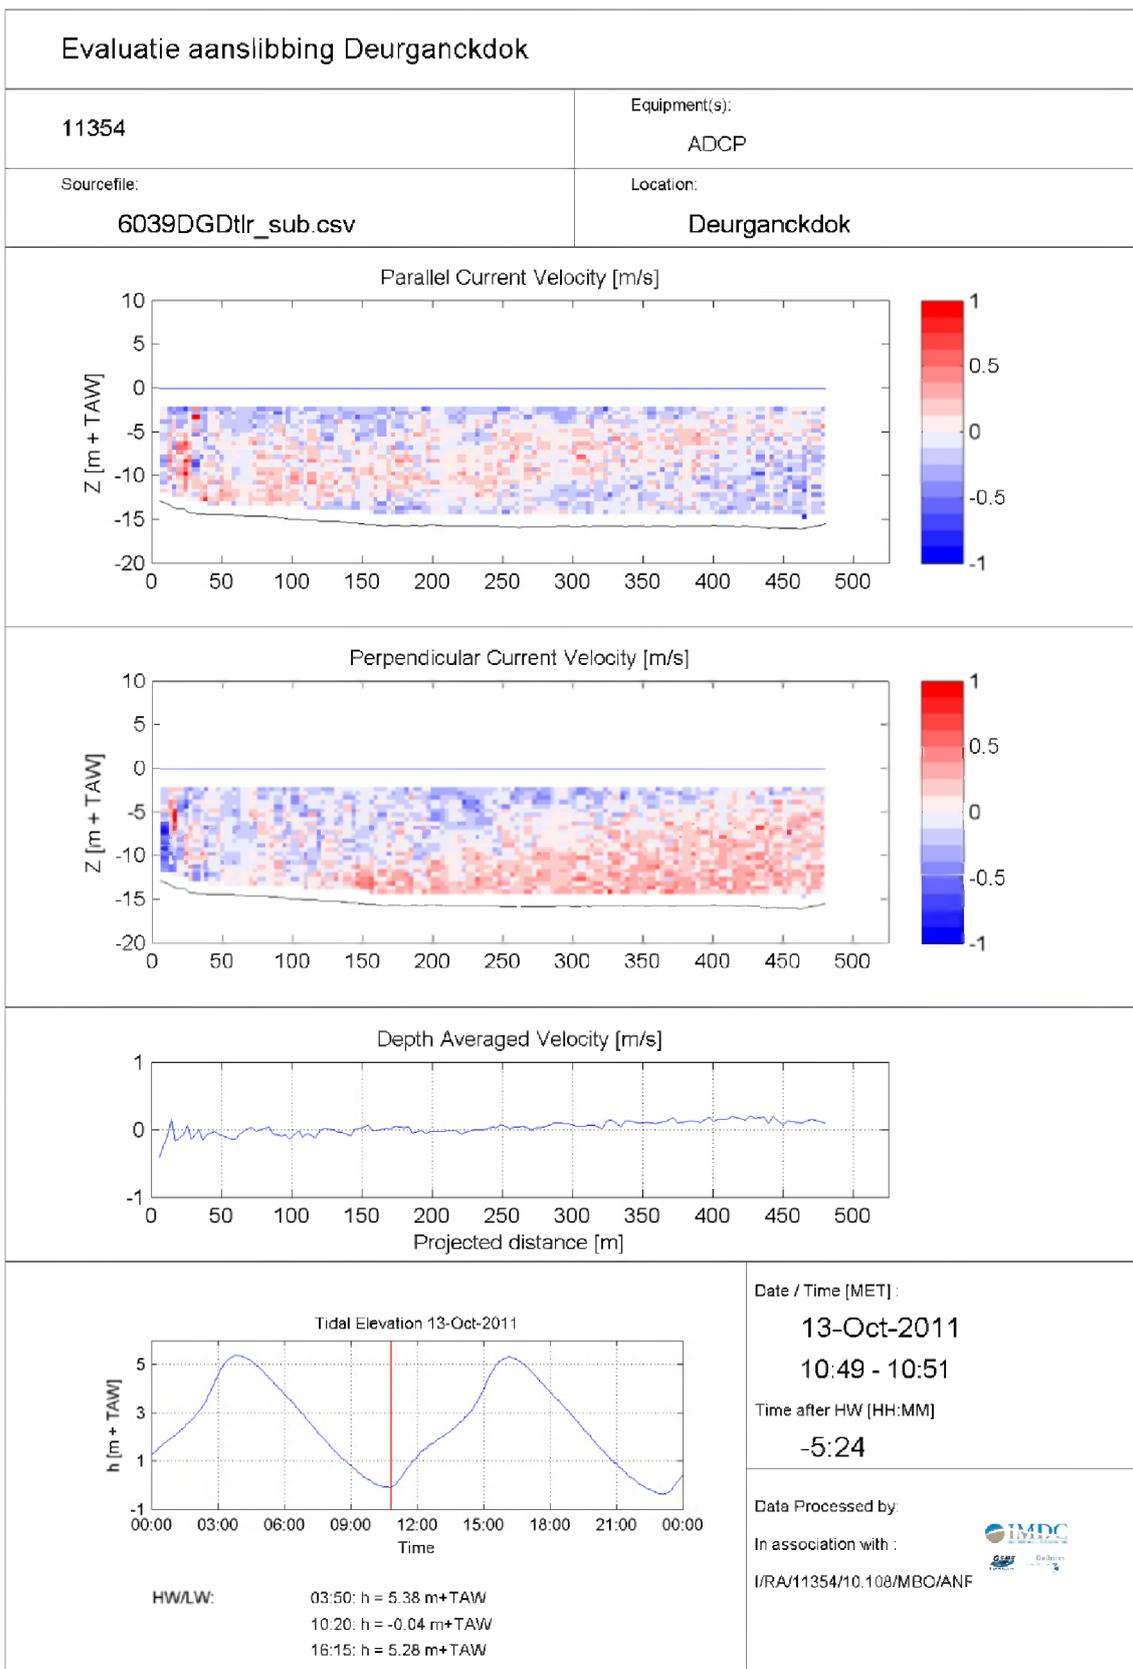 Evaluatie aanslibbing Deurganckdok
11354
Equipment(s):
ADCP
Sourcefile:
6039DGDtlr_sub.csv
Location:
Deurganckdok
Parallel Current Velocity [m/s]
Z [m + TAW]
10
5
0
-5
-10
-15
-20
0 50 100 150 200 250 300 350 400 450 500
1
0.5
0
-0.5
-1
Perpendicular Current Velocity [m/s]
Z [m + TAW]
10
5
0
-5
-10
-15
-20
0 50 100 150 200 250 300 350 400 450 500
1
0.5
0
-0.5
-1
Depth Averaged Velocity [m/s]
1
0
-1
0 50 100 150 200 250 300 350 400 450 500
Projected distance [m]
Tidal Elevation 13-Oct-2011
h [m + TAW]
5
3
1
-1
00:00 03:00 06:00 09:00 12:00 15:00 18:00 21:00 00:00
Time
HW/LW:
03:50: h = 5.38 m+TAW
10:20: h = -0.04 m+TAW
16:15: h = 5.28 m+TAW
Date / Time [MET] :
13-Oct-2011
10:49 - 10:51
Time after HW [HH:MM]
-5:24
Data Processed by:
IMDC
In association with :
I/RA/11354/10.108/MBO/ANF